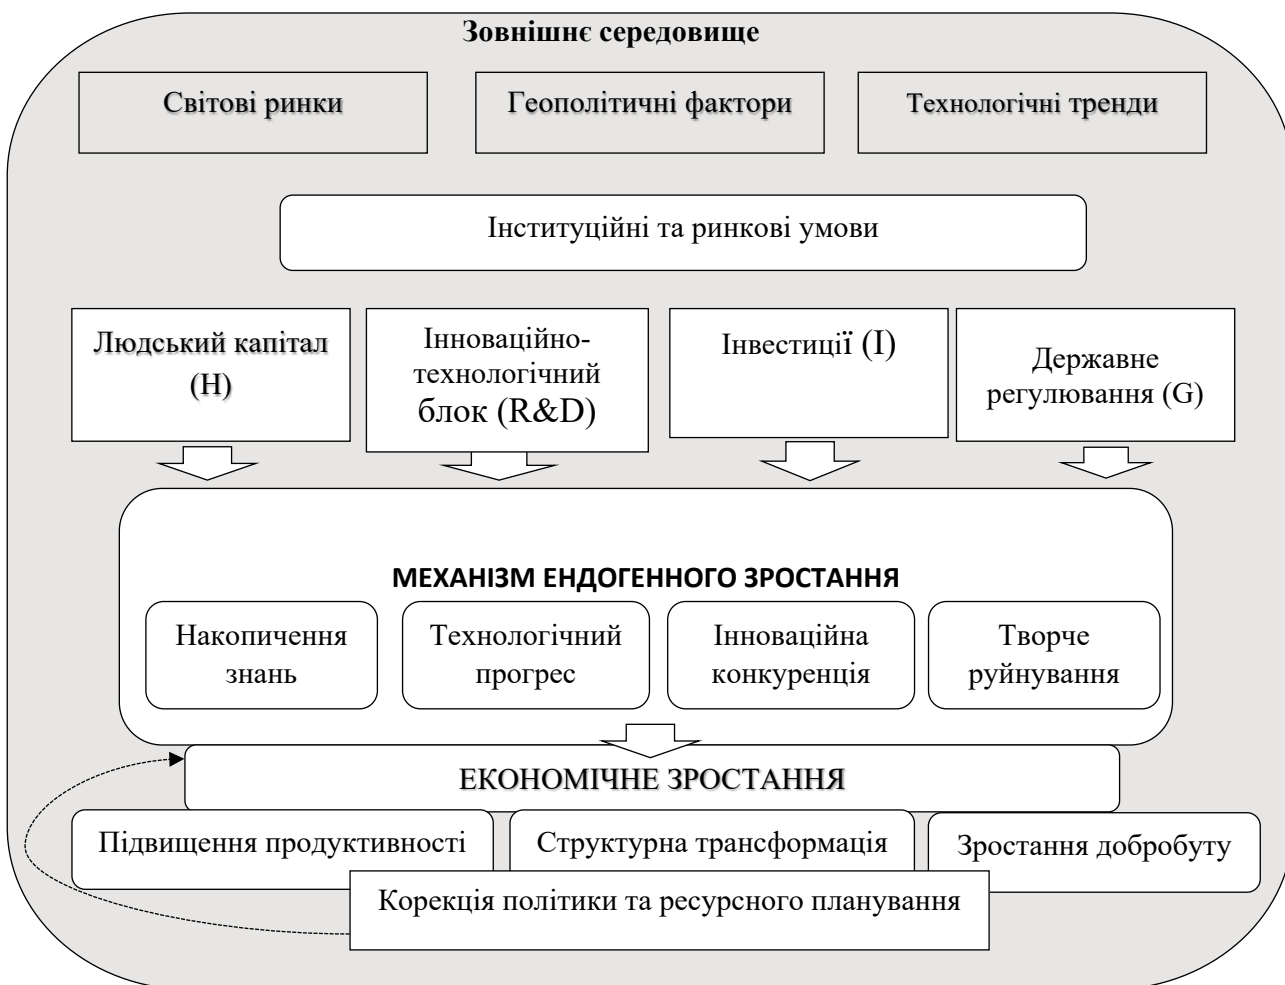 Зовнішнє середовище
Світові ринки
Геополітичні фактори
Технологічні тренди
Інституційні та ринкові умови
Людський капітал
(H)
Інноваційно-
технологічний
блок (R&D)
Інвестиції (I)
Державне
регулювання (G)
МЕХАНІЗМ ЕНДОГЕННОГО ЗРОСТАННЯ
Накопичення
знань
Технологічний
прогрес
Інноваційна
конкуренція
Творче
руйнування
ЕКОНОМІЧНЕ ЗРОСТАННЯ
Підвищення продуктивності
Структурна трансформація
Зростання добробуту
Корекція політики та ресурсного планування